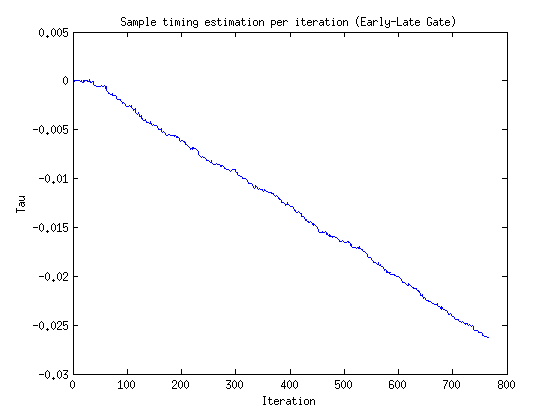 Sample timing estimation per iteration (Early-Late Gate)
0.005
0
-0.005
-0.01
-0.015
-0.02
-0.025
-0.03
Tau
0 100 200 300 400 500 600 700 800
Iteration